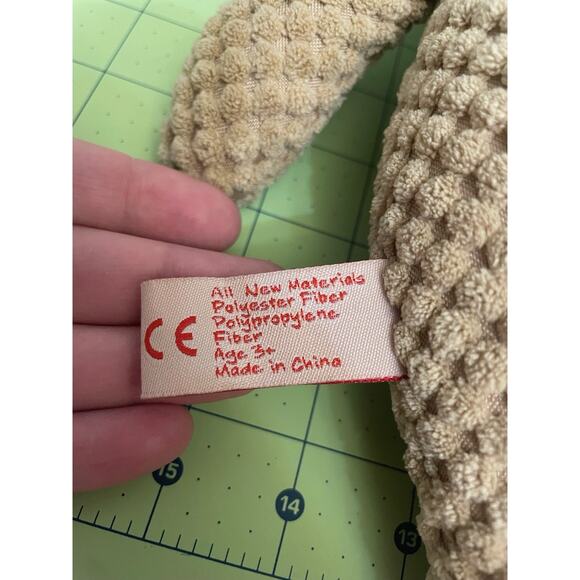 CE
All New Materials
Polyester Fiber
Polypropylene
Fiber
Age 3+
Made in China
15
14
13